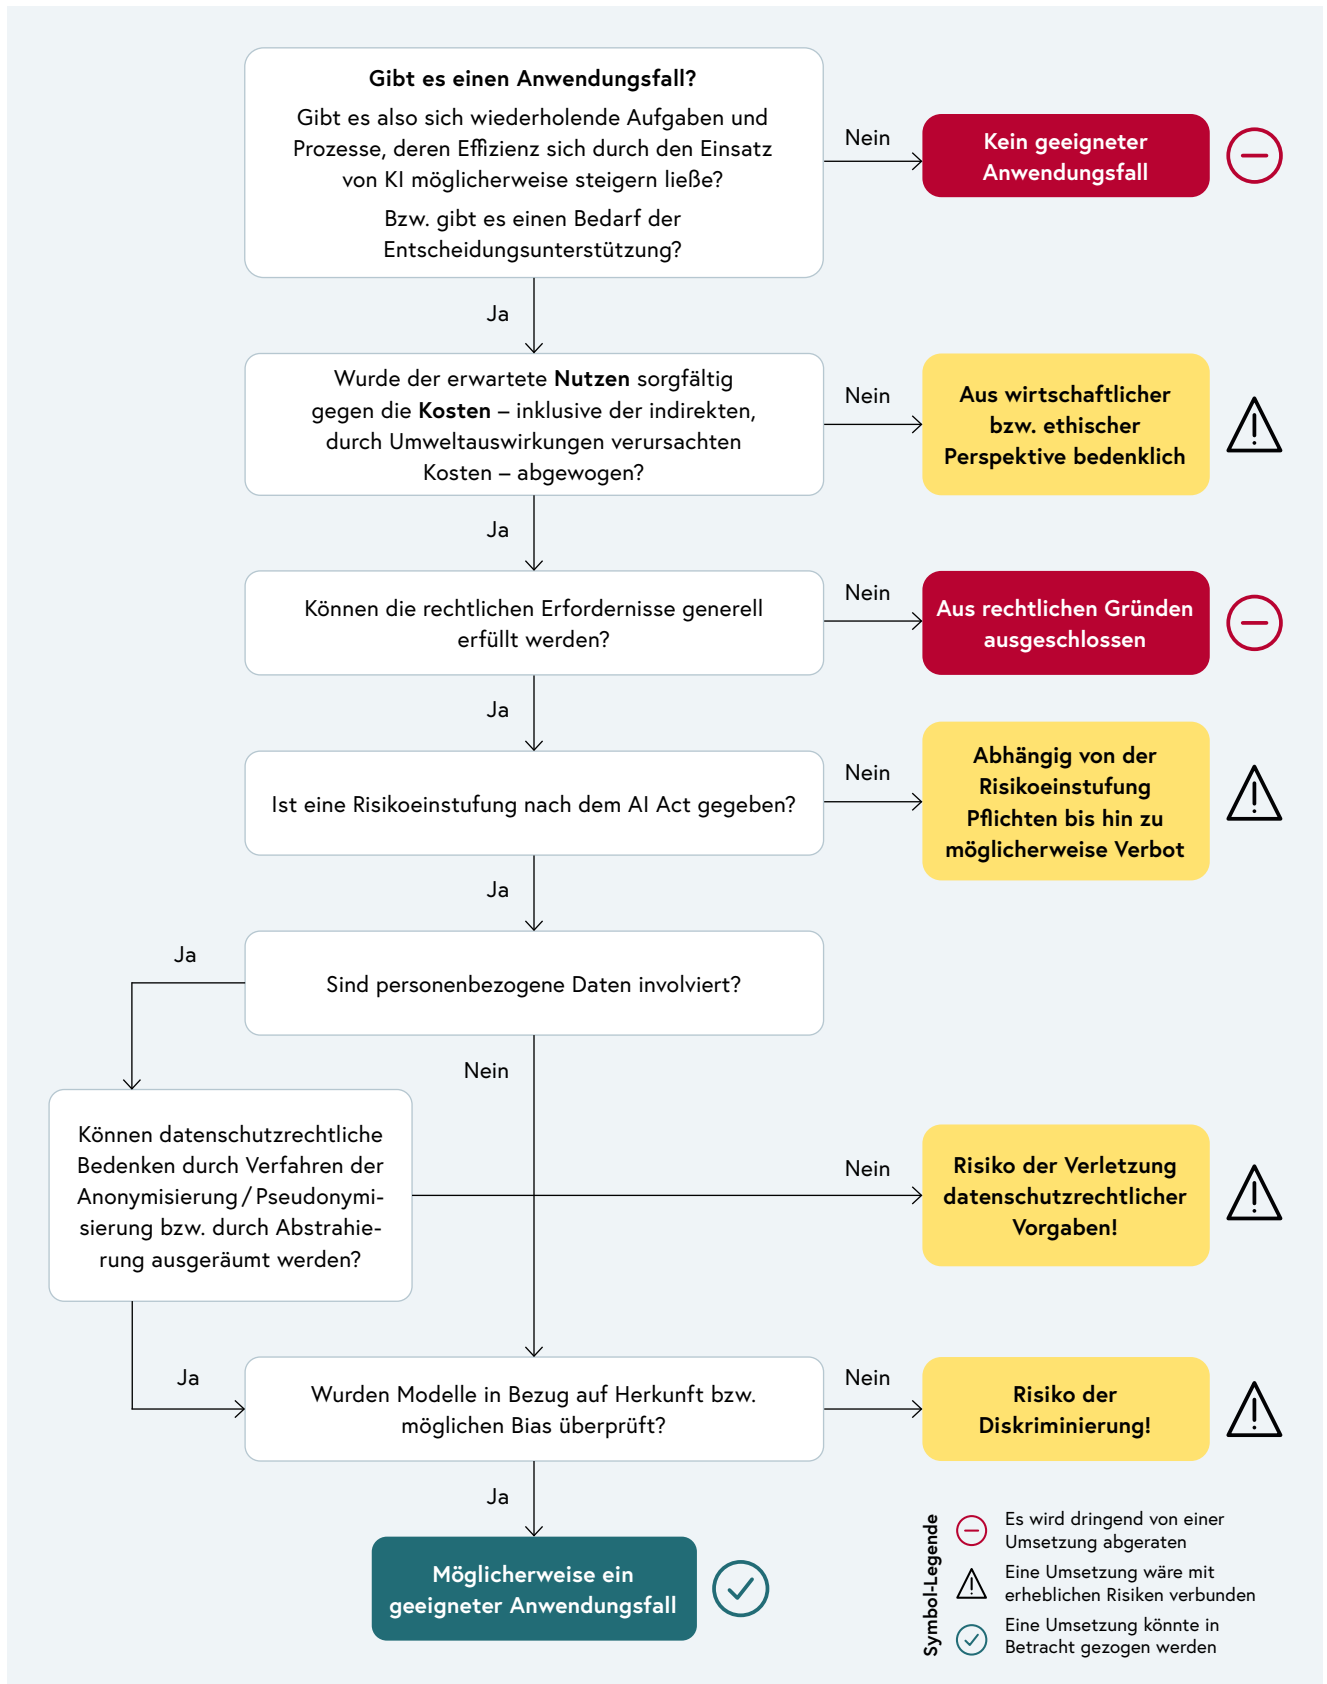 Gibt es einen Anwendungsfall?
Gibt es also sich wiederholende Aufgaben und
Prozesse, deren Effizienz sich durch den Einsatz
von KI möglicherweise steigern ließe?
Bzw. gibt es einen Bedarf der
Entscheidungsunterstützung?
Nein
Kein geeigneter
Anwendungsfall
Ja
Wurde der erwartete Nutzen sorgfältig
gegen die Kosten – inklusive der indirekten,
durch Umweltauswirkungen verursachten
Kosten – abgewogen?
Nein
Aus wirtschaftlicher
bzw. ethischer
Perspektive bedenklich
Ja
Können die rechtlichen Erfordernisse generell
erfüllt werden?
Nein
Aus rechtlichen Gründen
ausgeschlossen
Ja
Ist eine Risikoeinstufung nach dem AI Act gegeben?
Nein
Abhängig von der
Risikoeinstufung
Pflichten bis hin zu
möglicherweise Verbot
Ja
Sind personenbezogene Daten involviert?
Ja
Nein
Können datenschutzrechtliche
Bedenken durch Verfahren der
Anonymisierung / Pseudonymi-
sierung bzw. durch Abstrahie-
rung ausgeräumt werden?
Nein
Risiko der Verletzung
datenschutzrechtlicher
Vorgaben!
Ja
Wurden Modelle in Bezug auf Herkunft bzw.
möglichen Bias überprüft?
Nein
Risiko der
Diskriminierung!
Ja
Möglicherweise ein
geeigneter Anwendungsfall
Symbol-Legende
Es wird dringend von einer
Umsetzung abgeraten
Eine Umsetzung wäre mit
erheblichen Risiken verbunden
Eine Umsetzung könnte in
Betracht gezogen werden